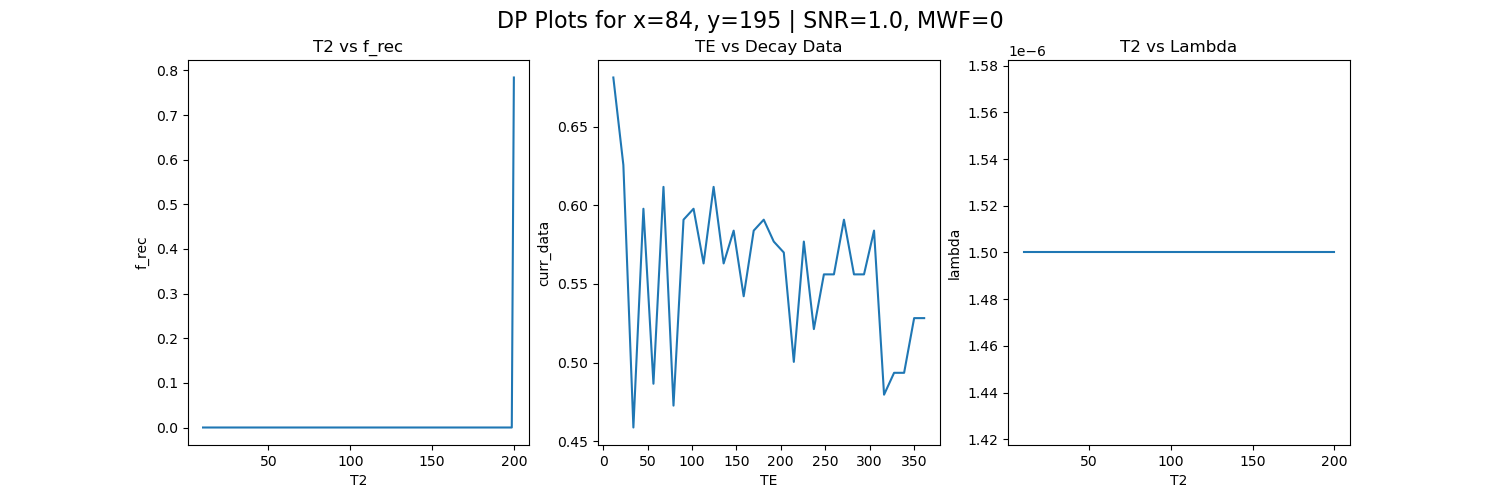 DP Plots for x=84, y=195 | SNR=1.0, MWF=0
T2 vs f_rec
f_rec
0.8
0.7
0.6
0.5
0.4
0.3
0.2
0.1
0.0
50 100 150 200
T2
TE vs Decay Data
curr_data
0.65
0.60
0.55
0.50
0.45
0 50 100 150 200 250 300 350
TE
T2 vs Lambda
1e−6
lambda
1.58
1.56
1.54
1.52
1.50
1.48
1.46
1.44
1.42
50 100 150 200
T2